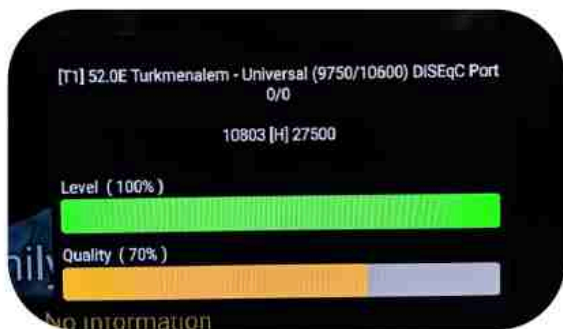 [T1] 52.0E Turkmenalem - Universal (9750/10600) DISEqC Port
0/0
10803 [H] 27500
Level ( 100% )
Quality ( 70% )
No information